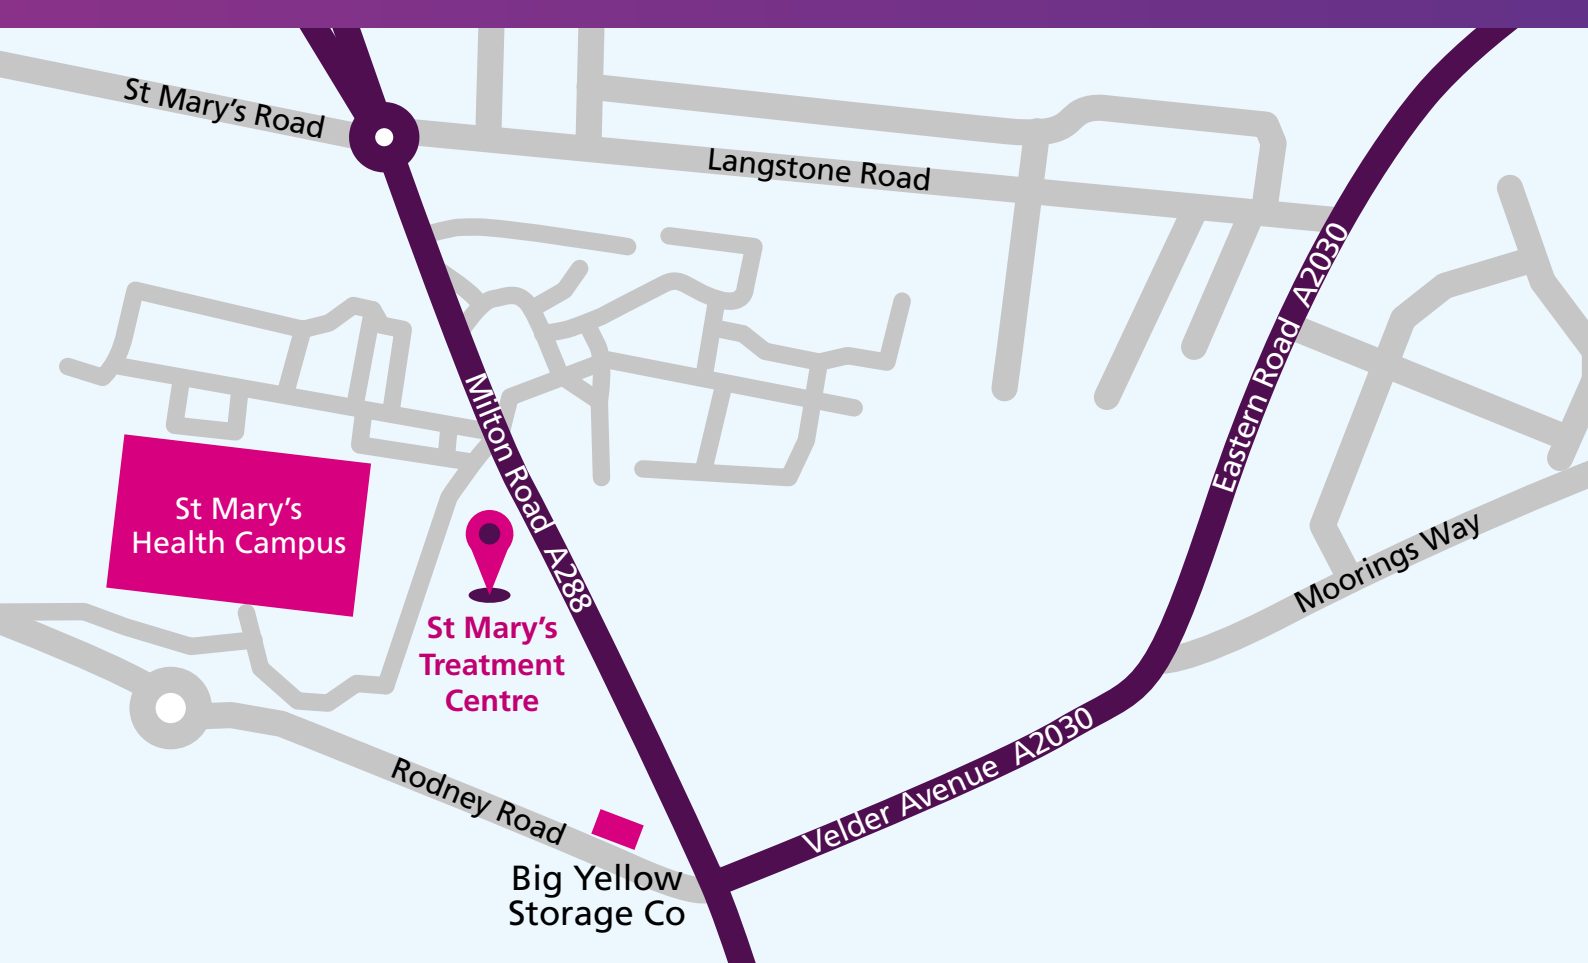 St Mary’s Road
Langstone Road
Eastern Road A2030
Milton Road A288
St Mary’s
Health Campus
Moorings Way
St Mary’s
Treatment
Centre
Velder Avenue A2030
Rodney Road
Big Yellow
Storage Co